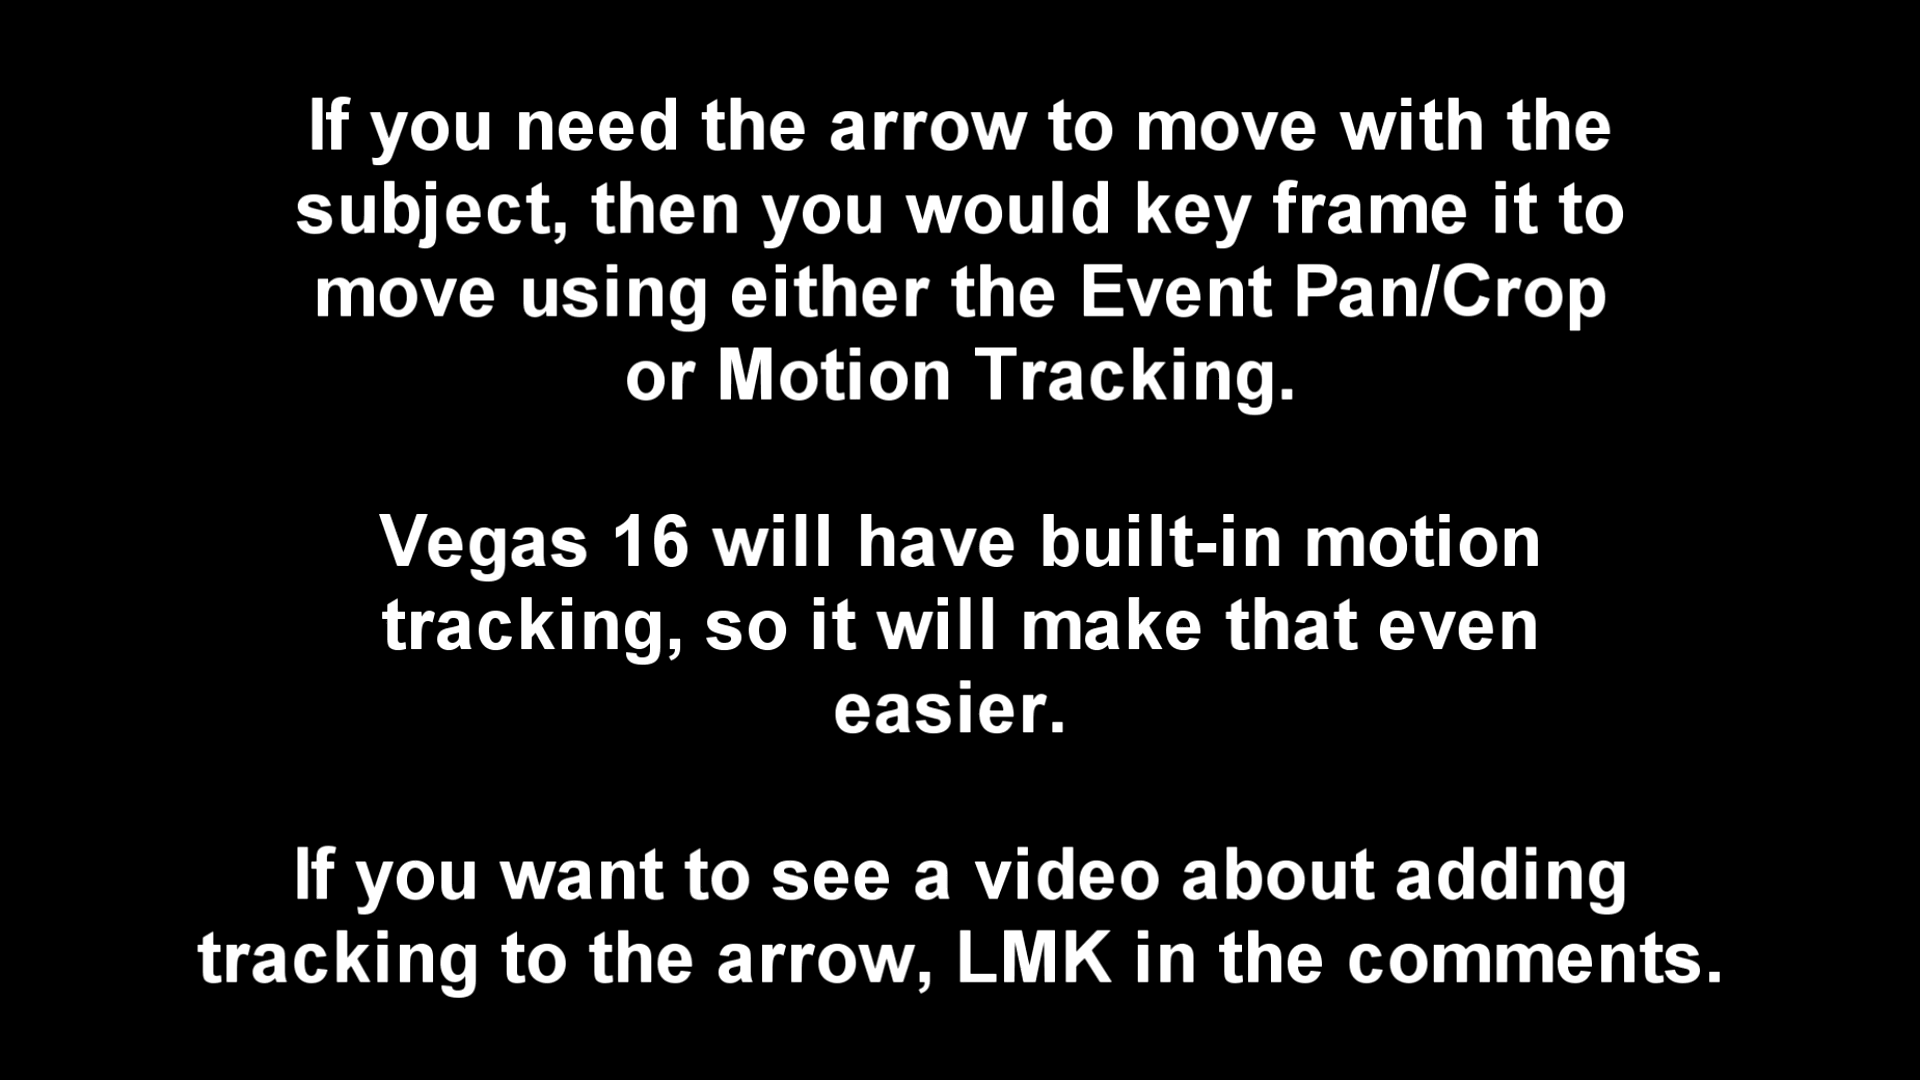 If you need the arrow to move with the
subject, then you would key frame it to
move using either the Event Pan/Crop
or Motion Tracking.
Vegas 16 will have built-in motion
tracking, so it will make that even
easier.
If you want to see a video about adding
tracking to the arrow, LMK in the comments.